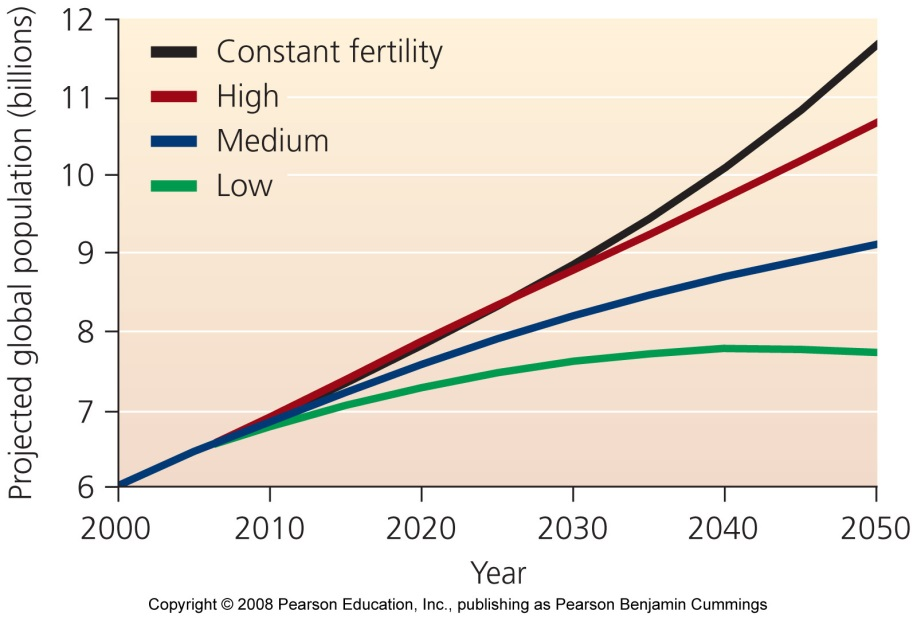 Projected global population (billions)
12
11
10
9
8
7
6
Constant fertility
High
Medium
Low
2000 2010 2020 2030 2040 2050
Year
Copyright © 2008 Pearson Education, Inc., publishing as Pearson Benjamin Cummings